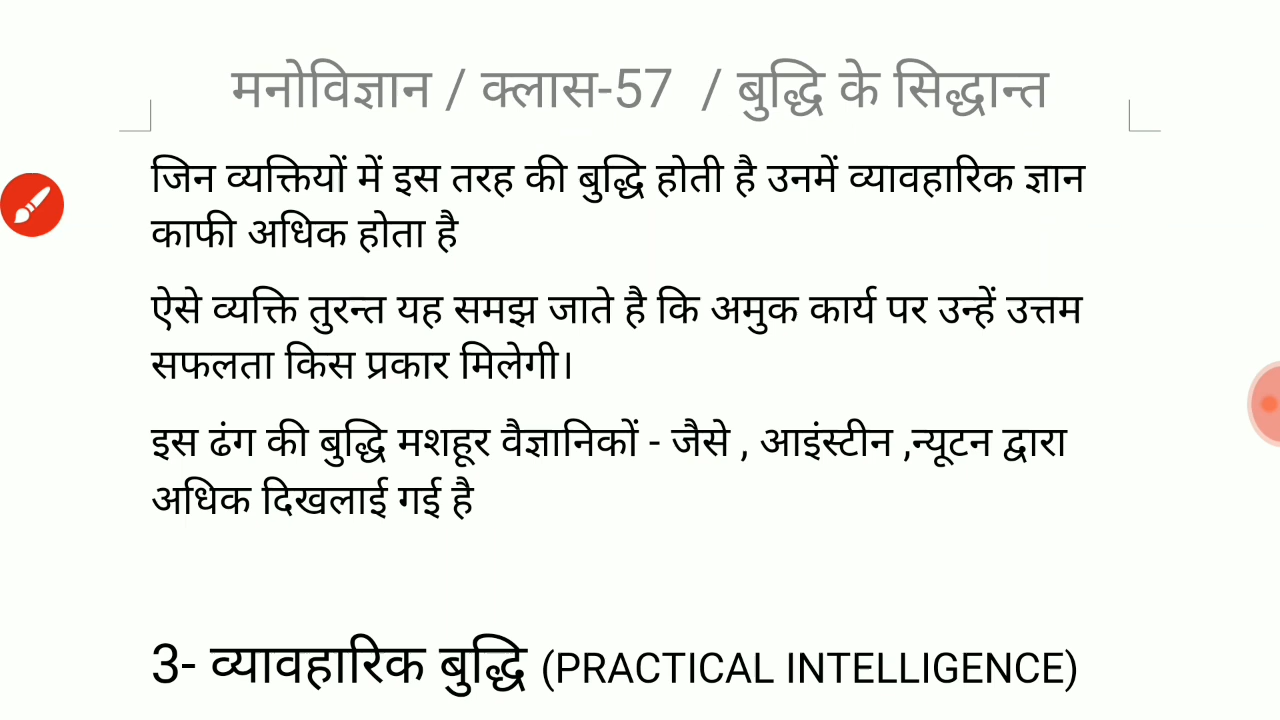 मनोविज्ञान / क्लास-57 / बुद्धि के सिद्धान्त
जिन व्यक्तियों में इस तरह की बुद्धि होती है उनमें व्यावहारिक ज्ञान
काफी अधिक होता है
ऐसे व्यक्ति तुरन्त यह समझ जाते है कि अमुक कार्य पर उन्हें उत्तम
सफलता किस प्रकार मिलेगी।
इस ढंग की बुद्धि मशहूर वैज्ञानिकों - जैसे , आइंस्टीन ,न्यूटन द्वारा
अधिक दिखलाई गई है
3- व्यावहारिक बुद्धि (PRACTICAL INTELLIGENCE)